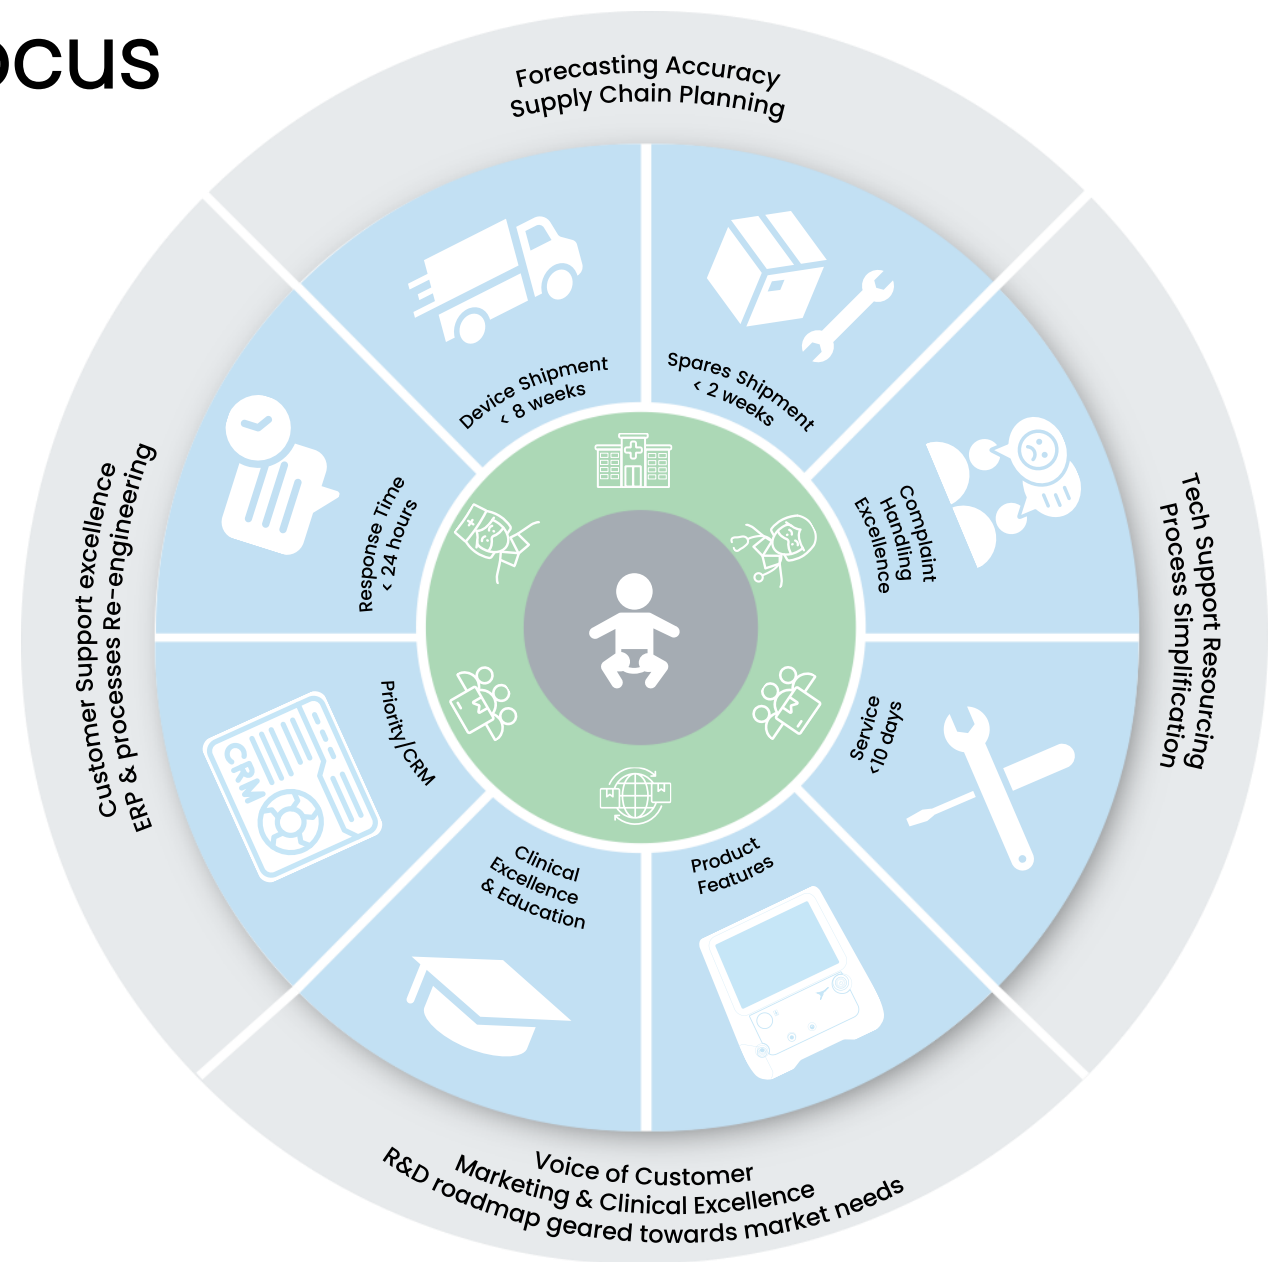 ocus
Forecasting Accuracy
Supply Chain Planning
Device Shipment
< 8 weeks
Spares Shipment
< 2 weeks
Complaint
Handling
Excellence
Tech Support Resourcing
Process Simplification
Service
<10 days
Product
Features
Clinical
Excellence
& Education
Voice of Customer
Marketing & Clinical Excellence
R&D roadmap geared towards market needs
Priority/CRM
CRM
Response Time
< 24 hours
Customer Support excellence
ERP & processes Re-engineering